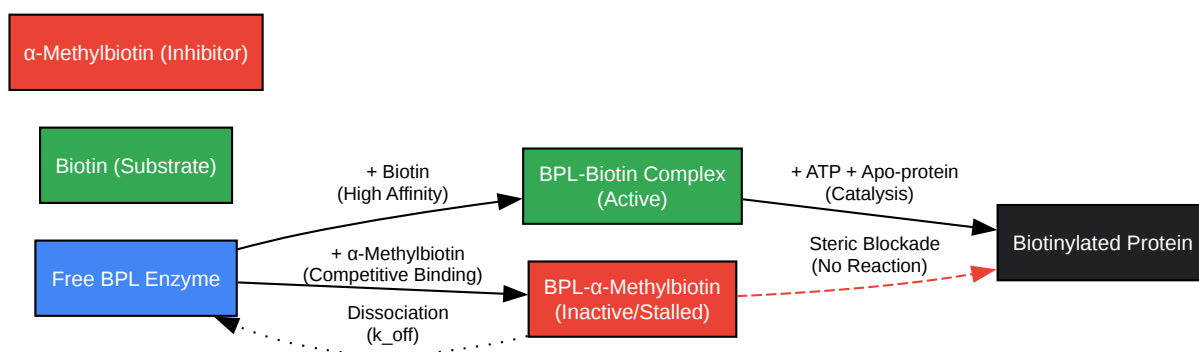 α-Methylbiotin (Inhibitor)
Biotin (Substrate)
Free BPL Enzyme
+ Biotin
(High Affinity)
+ α-Methylbiotin
(Competitive Binding)
Dissociation
(k_off)
BPL-Biotin Complex
(Active)
BPL-α-Methylbiotin
(Inactive/Stalled)
+ ATP + Apo-protein
(Catalysis)
Steric Blockade
(No Reaction)
Biotinylated Protein